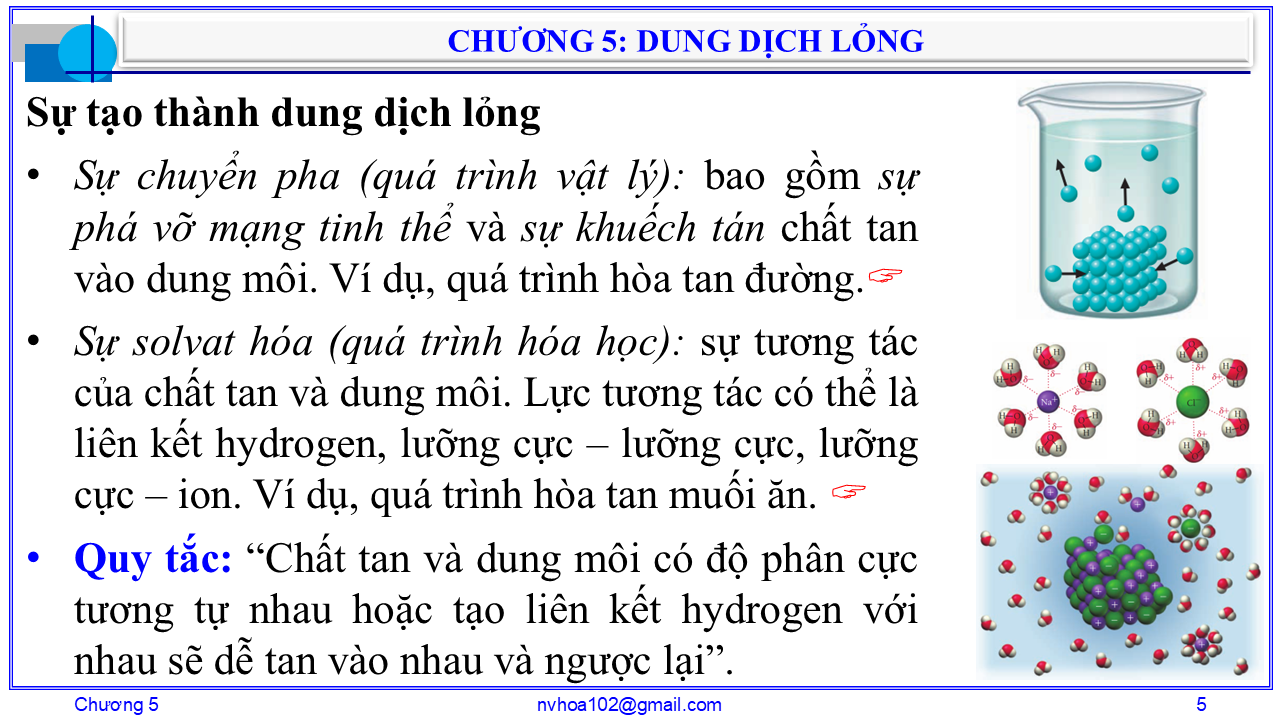 CHƯƠNG 5: DUNG DỊCH LỎNG
Sự tạo thành dung dịch lỏng
• Sự chuyển pha (quá trình vật lý): bao gồm sự
phá vỡ mạng tinh thể và sự khuếch tán chất tan
vào dung môi. Ví dụ, quá trình hòa tan đường.☞
• Sự solvat hóa (quá trình hóa học): sự tương tác
của chất tan và dung môi. Lực tương tác có thể là
liên kết hydrogen, lưỡng cực – lưỡng cực, lưỡng
cực – ion. Ví dụ, quá trình hòa tan muối ăn. ☞
• Quy tắc: “Chất tan và dung môi có độ phân cực
tương tự nhau hoặc tạo liên kết hydrogen với
nhau sẽ dễ tan vào nhau và ngược lại”.
Na⁺
Cl⁻
Chương 5
nvhoa102@gmail.com
5